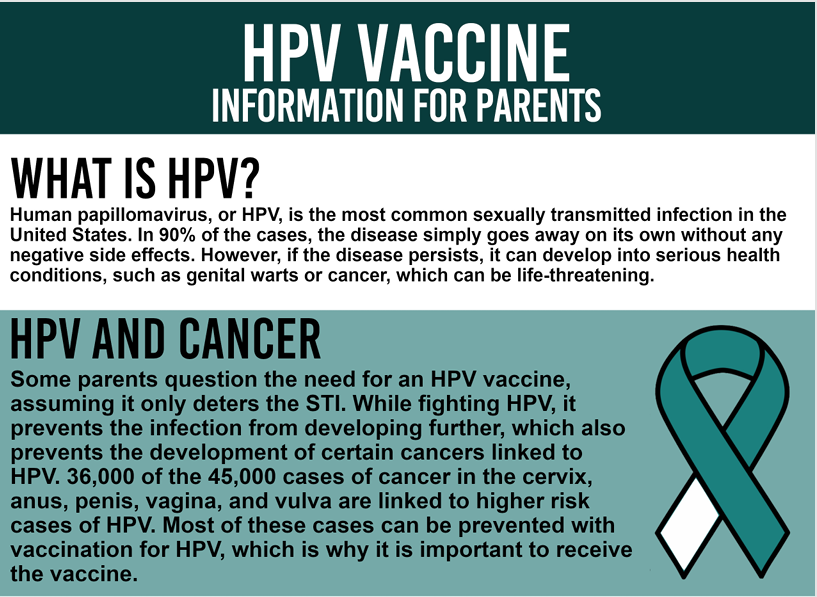 HPV VACCINE
INFORMATION FOR PARENTS
WHAT IS HPV?
Human papillomavirus, or HPV, is the most common sexually transmitted infection in the
United States. In 90% of the cases, the disease simply goes away on its own without any
negative side effects. However, if the disease persists, it can develop into serious health
conditions, such as genital warts or cancer, which can be life-threatening.
HPV AND CANCER
Some parents question the need for an HPV vaccine,
assuming it only deters the STI. While fighting HPV, it
prevents the infection from developing further, which also
prevents the development of certain cancers linked to
HPV. 36,000 of the 45,000 cases of cancer in the cervix,
anus, penis, vagina, and vulva are linked to higher risk
cases of HPV. Most of these cases can be prevented with
vaccination for HPV, which is why it is important to receive
the vaccine.